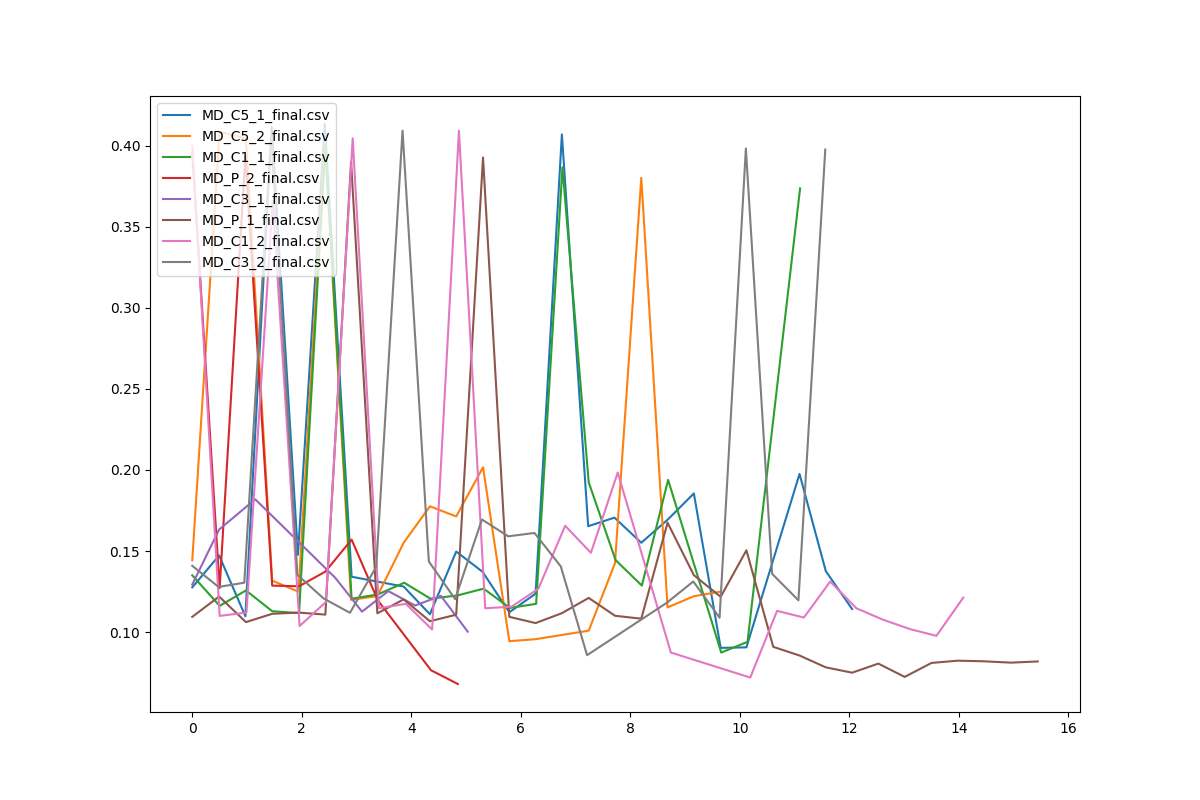 MD_C5_1_final.csv
MD_C5_2_final.csv
MD_C1_1_final.csv
MD_P_2_final.csv
MD_C3_1_final.csv
MD_P_1_final.csv
MD_C1_2_final.csv
MD_C3_2_final.csv
0.40
0.35
0.30
0.25
0.20
0.15
0.10
0 2 4 6 8 10 12 14 16